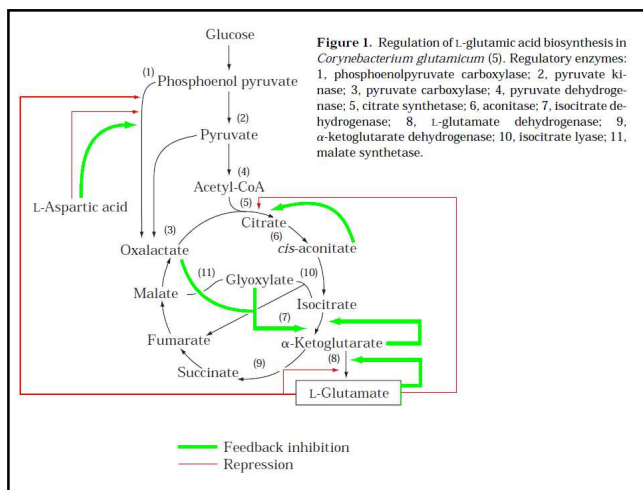 Glucose
Figure 1. Regulation of L-glutamic acid biosynthesis in
Corynebacterium glutamicum (5). Regulatory enzymes:
1, phosphoenolpyruvate carboxylase; 2, pyruvate ki-
nase; 3, pyruvate carboxylase; 4, pyruvate dehydroge-
nase; 5, citrate synthetase; 6, aconitase; 7, isocitrate de-
hydrogenase; 8, L-glutamate dehydrogenase; 9,
α-ketoglutarate dehydrogenase; 10, isocitrate lyase; 11,
malate synthetase.
(1)
Phosphoenol pyruvate
(2)
Pyruvate
(4)
Acetyl-CoA
(5)
L-Aspartic acid
Citrate
(3)
(6)
Oxalactate
cis-aconitate
(11)
Glyoxylate
(10)
Malate
Isocitrate
(7)
Fumarate
α-Ketoglutarate
(8)
(9)
Succinate
L-Glutamate
Feedback inhibition
Repression